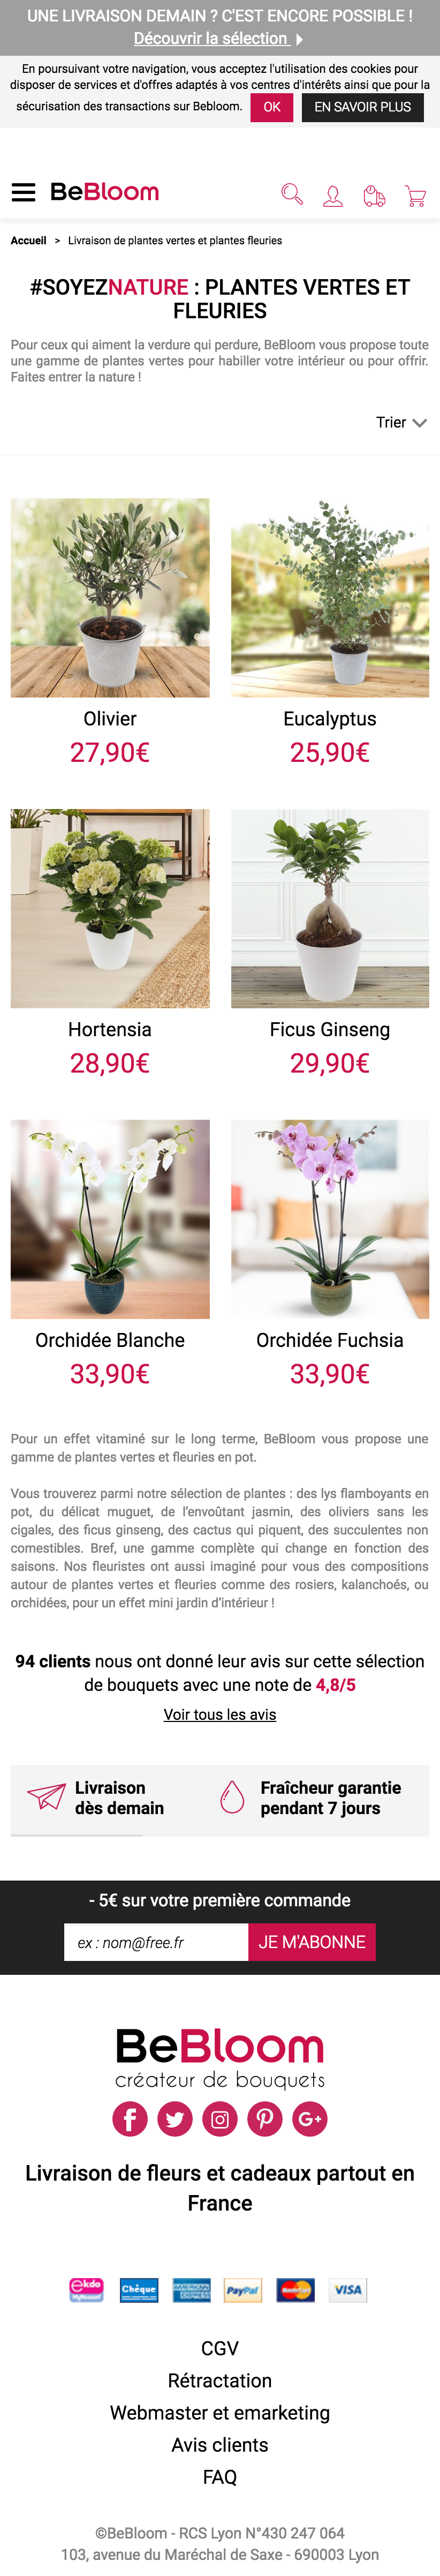 UNE LIVRAISON DEMAIN ? C'EST ENCORE POSSIBLE !
Découvrir la sélection
En poursuivant votre navigation, vous acceptez l'utilisation des cookies pour
disposer de services et d'offres adaptés à vos centres d'intérêts ainsi que pour la
sécurisation des transactions sur Bebloom. OK EN SAVOIR PLUS
BeBloom
Accueil > Livraison de plantes vertes et plantes fleuries
#SOYEZNATURE : PLANTES VERTES ET
FLEURIES
Pour ceux qui aiment la verdure qui perdure, BeBloom vous propose toute
une gamme de plantes vertes pour habiller votre intérieur ou pour offrir.
Faites entrer la nature !
Trier
Olivier
27,90€
Eucalyptus
25,90€
Hortensia
28,90€
Ficus Ginseng
29,90€
Orchidée Blanche
33,90€
Orchidée Fuchsia
33,90€
Pour un effet vitaminé sur le long terme, BeBloom vous propose une
gamme de plantes vertes et fleuries en pot.
Vous trouverez parmi notre sélection de plantes : des lys flamboyants en
pot, du délicat muguet, de l'envoûtant jasmin, des oliviers sans les
cigales, des ficus ginseng, des cactus qui piquent, des succulentes non
comestibles. Bref, une gamme complète qui change en fonction des
saisons. Nos fleuristes ont aussi imaginé pour vous des compositions
autour de plantes vertes et fleuries comme des rosiers, kalanchoés, ou
orchidées, pour un effet mini jardin d'intérieur !
94 clients nous ont donné leur avis sur cette sélection
de bouquets avec une note de 4,8/5
Voir tous les avis
Livraison
dès demain
Fraîcheur garantie
pendant 7 jours
- 5€ sur votre première commande
ex : nom@free.fr JE M'ABONNE
BeBloom
créateur de bouquets
f G+
Livraison de fleurs et cadeaux partout en
France
ekdo Chèque AMERICAN EXPRESS PayPal MasterCard VISA
CGV
Rétractation
Webmaster et emarketing
Avis clients
FAQ
©BeBloom - RCS Lyon N°430 247 064
103, avenue du Maréchal de Saxe - 690003 Lyon